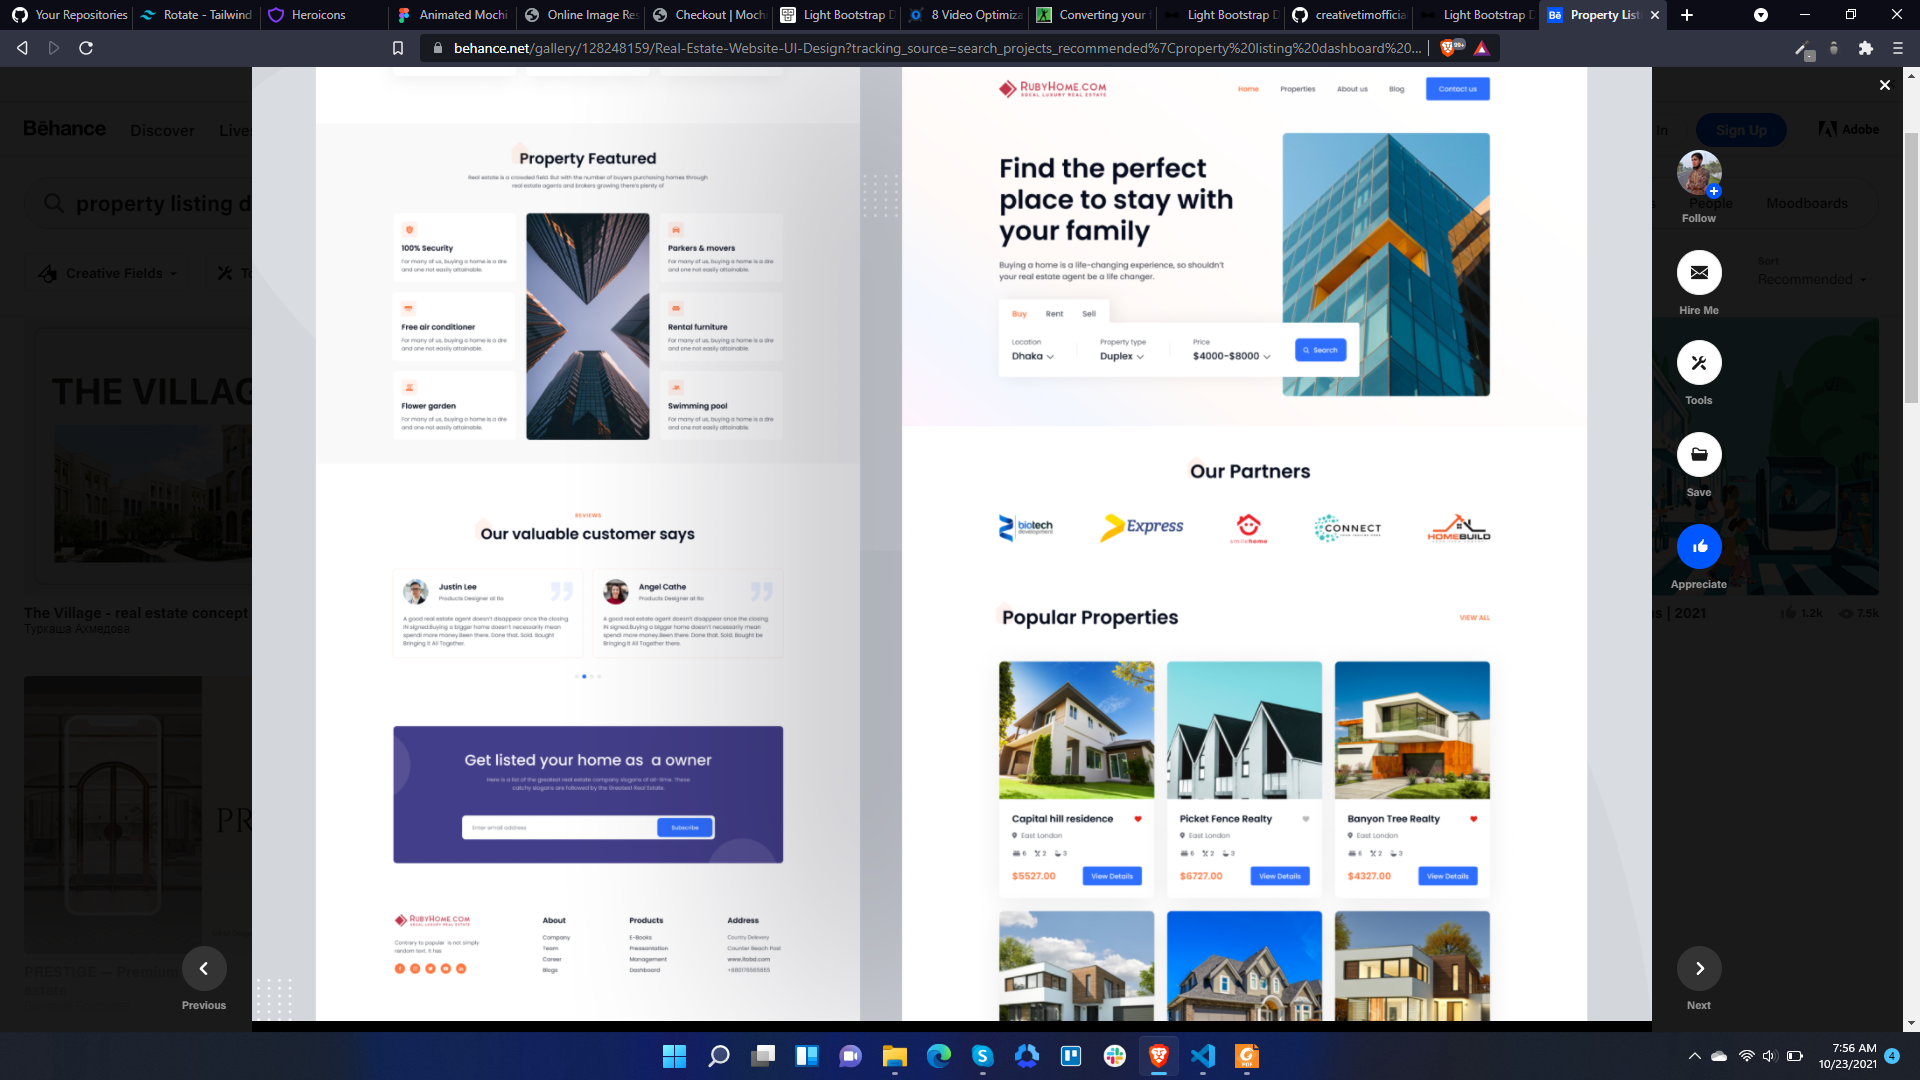 Your Repositories
Rotate - Tailwind
Heroicons
Animated Mochi
Online Image Res
Checkout | Moch
Light Bootstrap D
8 Video Optimiza
Converting your
Light Bootstrap D
creativetimofficia
Light Bootstrap D
Property List
behance.net/gallery/128248159/Real-Estate-Website-UI-Design?tracking_source=search_projects_recommended%7Cproperty%20listing%20dashboard%20...
99+
Bēhance
Discover
Lives
In
Sign Up
Adobe
property listing d
People
Moodboards
Creative Fields
Sort
Recommended
THE VILLAG
The Village - real estate concept
Туркаша Ахмедова
s | 2021
1.2k
7.5k
PR
PRESTIGE — Premium
Previous
Property Featured
Real estate is a crowded field. But with the number of buyers purchasing homes through
real estate agents and brokers growing there's plenty of
100% Security
For many of us, buying a home is a dre
and one not easily attainable.
Free air conditioner
For many of us, buying a home is a dre
and one not easily attainable.
Flower garden
For many of us, buying a home is a dre
and one not easily attainable.
Parkers & movers
For many of us, buying a home is a dre
and one not easily attainable.
Rental furniture
For many of us, buying a home is a dre
and one not easily attainable.
Swimming pool
For many of us, buying a home is a dre
and one not easily attainable.
REVIEWS
Our valuable customer says
Justin Lee
Products Designer at Ito
A good real estate agent doesn't disappear once the closing
IN signed.Buying a bigger home doesn't necessarily mean
spendi more money.Been there. Done that. Sold. Bought
Bringing It All Together.
Angel Cathe
Products Designer at Ito
A good real estate agent doesn't disappear once the closing
IN signed.Buying a bigger home doesn't necessarily mean
spendi more money.Been there. Done that. Sold. Bought be
Bringing It All Together there.
Get listed your home as a owner
Here is a list of the greatest real estate company slogans of all-time. These
catchy slogans are followed by the Greatest Real Estate.
Enter email address
Subscribe
RUBYHOME.COM
SOCAL LUXURY REAL ESTATE
Contrary to popular is not simply
random text. It has
About
Company
Team
Career
Blogs
Products
E-Books
Presesntation
Management
Dashboard
Address
Country Delevery
Counter Beach Post
www.itobd.com
RUBYHOME.COM
SOCAL LUXURY REAL ESTATE
Home
Properties
About us
Blog
Contact us
Find the perfect
place to stay with
your family
Buying a home is a life-changing experience, so shouldn't
your real estate agent be a life changer.
Buy
Rent
Sell
Location
Dhaka
Property type
Duplex
Price
$4000-$8000
Search
Our Partners
biotech
development
Express
smilehome
CONNECT
HOMEBUILD
Popular Properties
VIEW ALL
Capital hill residence
East London
6
2
3
$5527.00
View Details
Picket Fence Realty
East London
6
2
3
$6727.00
View Details
Banyon Tree Realty
East London
6
2
3
$4327.00
View Details
Follow
Hire Me
Tools
Save
Appreciate
Next
7:56 AM
10/23/2021
4